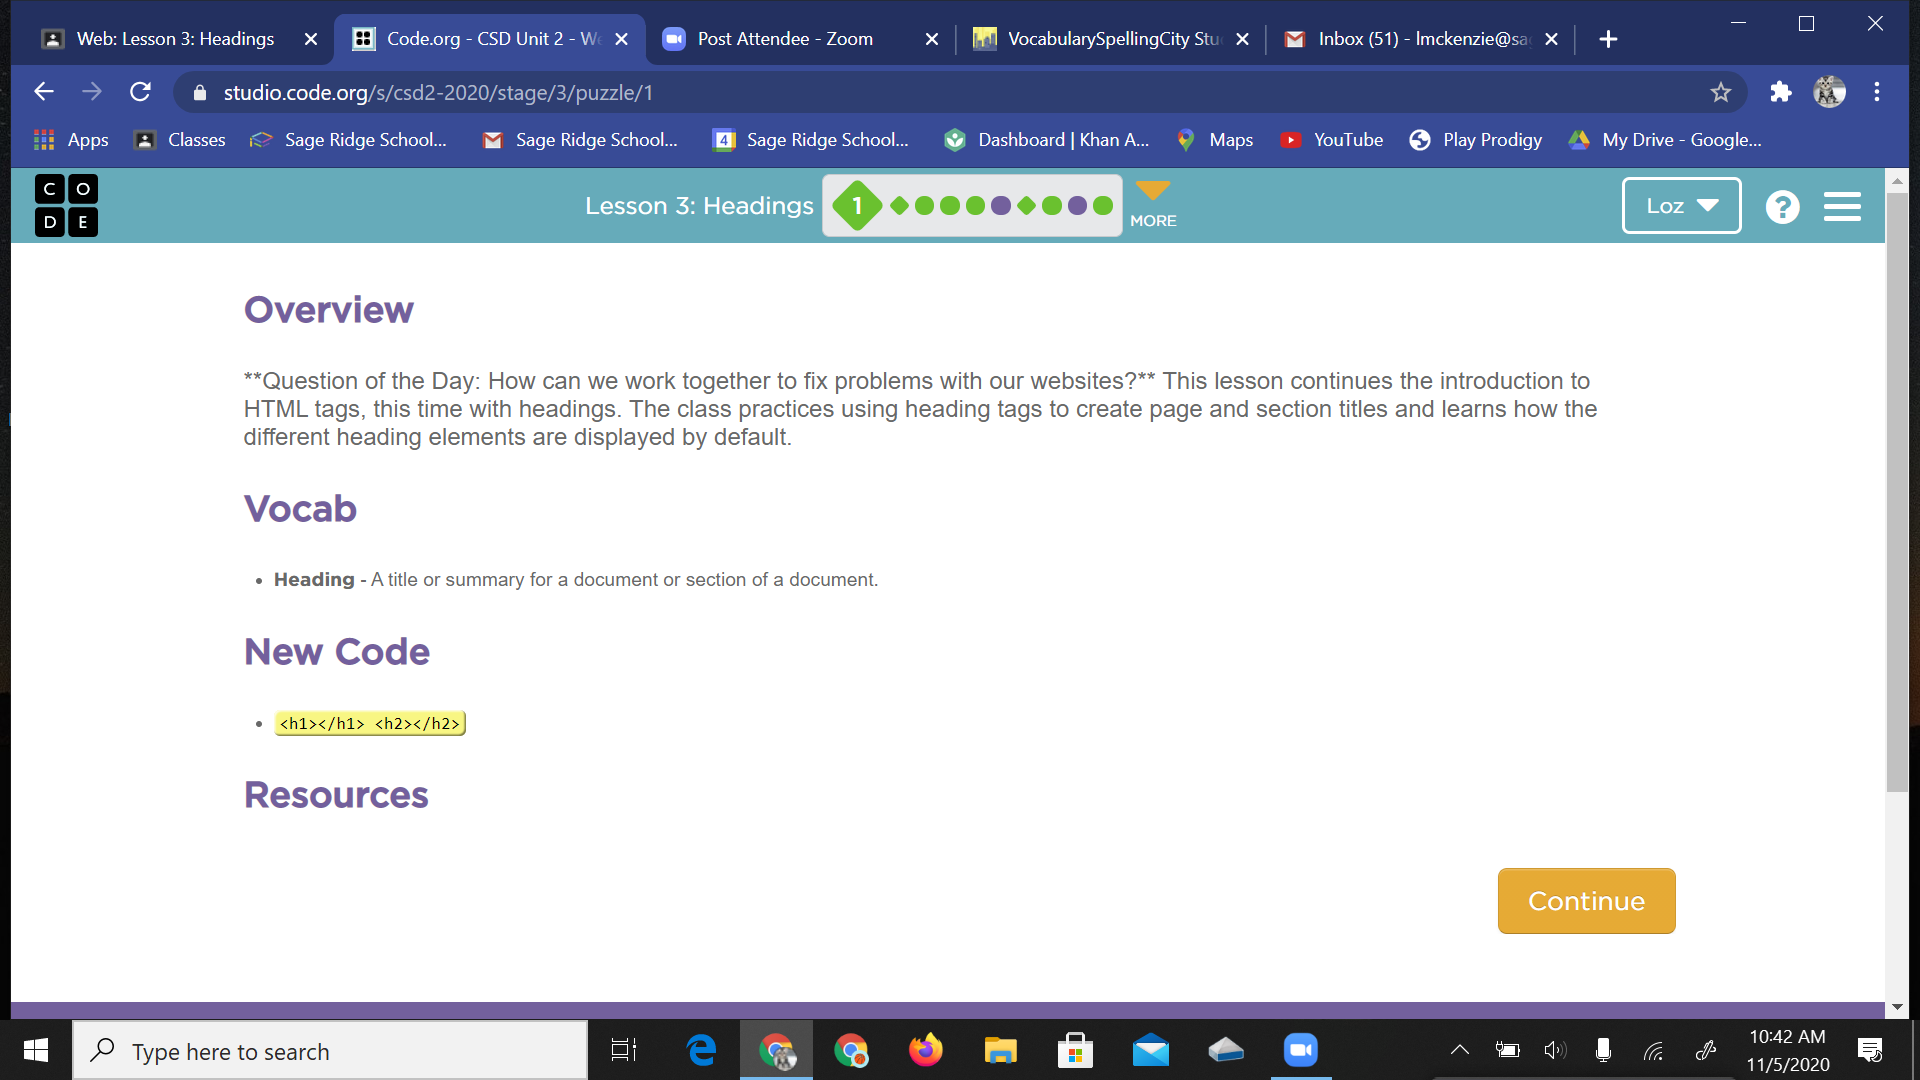 Web: Lesson 3: Headings
Code.org - CSD Unit 2 - We
Post Attendee - Zoom
VocabularySpellingCity Stu
Inbox (51) - lmckenzie@sa
studio.code.org/s/csd2-2020/stage/3/puzzle/1
Apps
Classes
Sage Ridge School...
Sage Ridge School...
4
Sage Ridge School...
Dashboard | Khan A...
Maps
YouTube
Play Prodigy
My Drive - Google...
C O
D E
Lesson 3: Headings
1
MORE
Loz
?
Overview
**Question of the Day: How can we work together to fix problems with our websites?** This lesson continues the introduction to
HTML tags, this time with headings. The class practices using heading tags to create page and section titles and learns how the
different heading elements are displayed by default.
Vocab
• Heading - A title or summary for a document or section of a document.
New Code
• <h1></h1> <h2></h2>
Resources
Continue
Type here to search
10:42 AM
11/5/2020